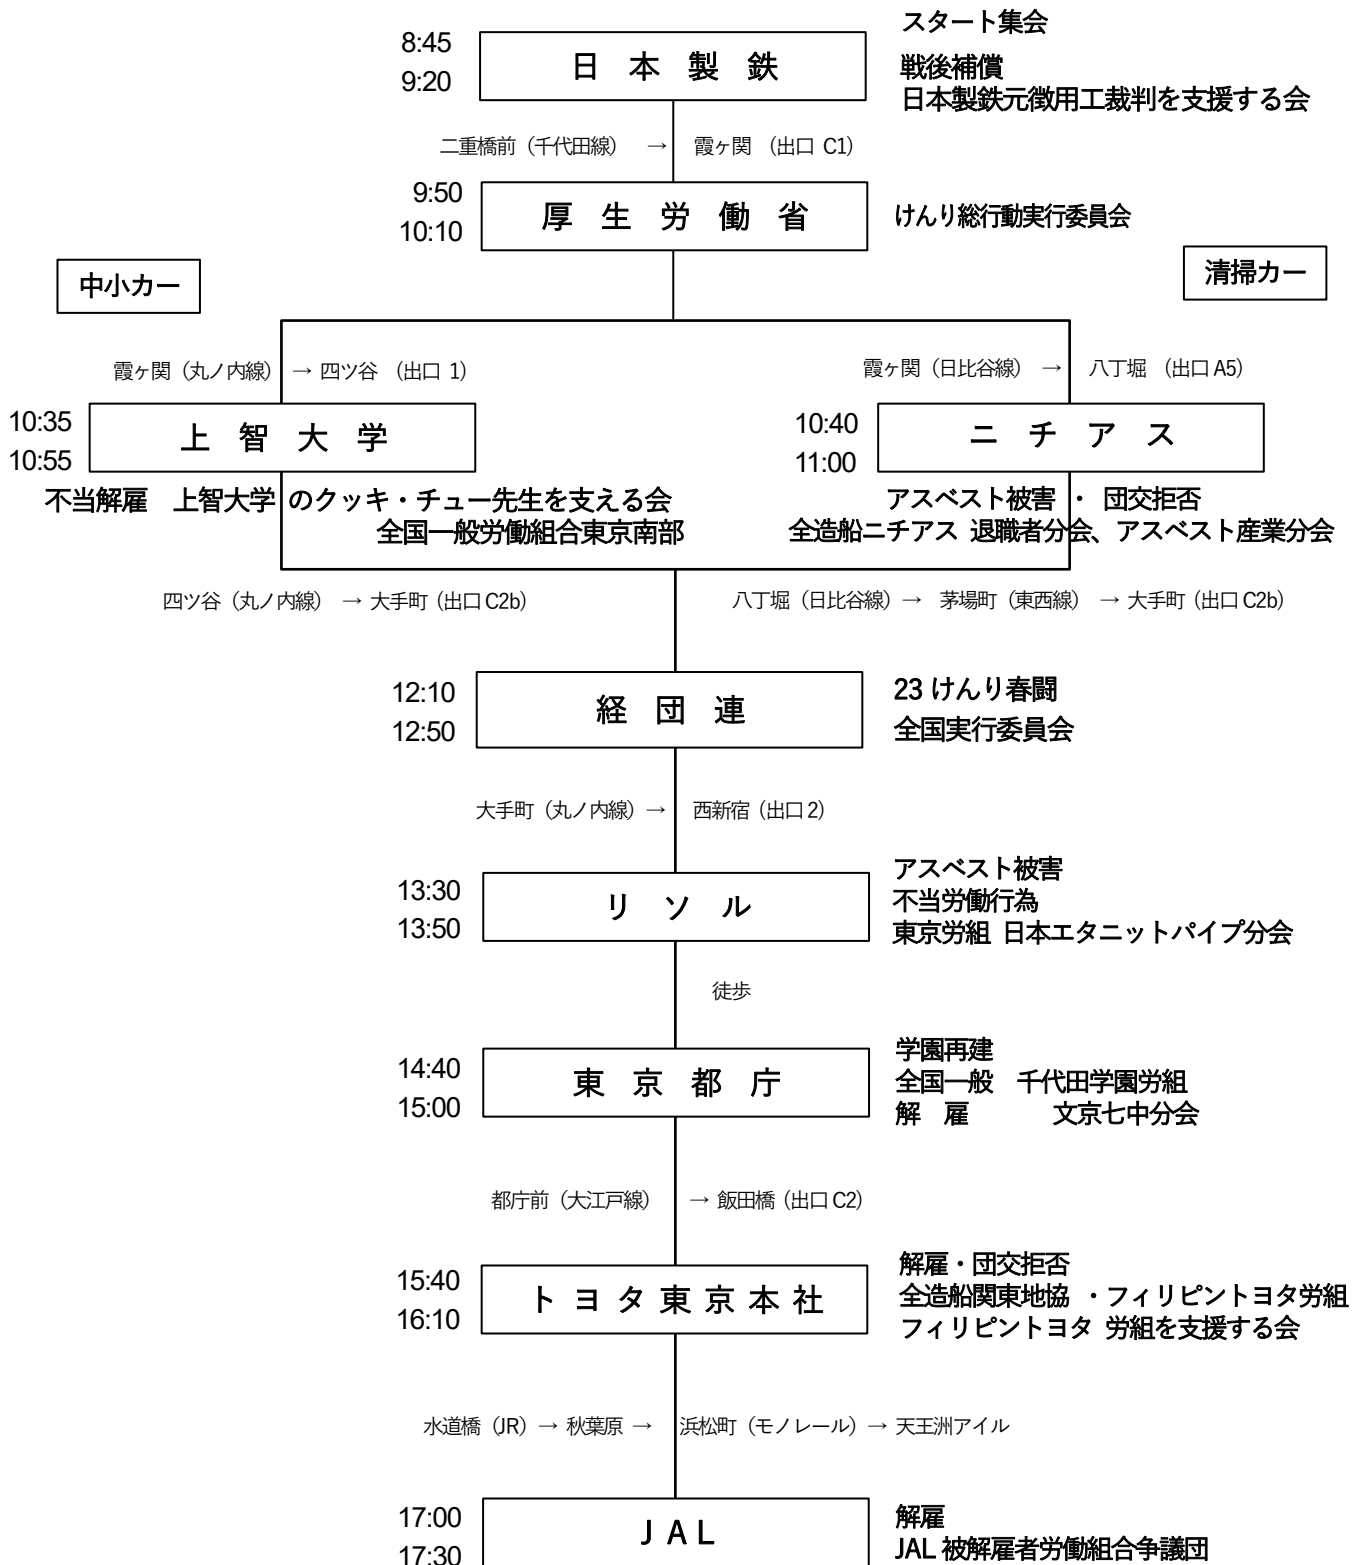 スタート集会
8:45
9:20
日 本 製 鉄
戦後補償
日本製鉄元徴用工裁判を支援する会
二重橋前（千代田線） → 霞ヶ関 （出口 C1）
9:50
10:10
厚 生 労 働 省
けんり総行動実行委員会
中小カー
清掃カー
霞ヶ関（丸ノ内線） → 四ツ谷 （出口 1）
霞ヶ関（日比谷線） → 八丁堀 （出口 A5）
10:35
10:55
上 智 大 学
10:40
11:00
ニ チ ア ス
不当解雇 上智大学 のクッキ・チュー先生を支える会
全国一般労働組合東京南部
アスベスト被害 ・ 団交拒否
全造船ニチアス 退職者分会、アスベスト産業分会
四ツ谷（丸ノ内線） → 大手町（出口 C2b）
八丁堀（日比谷線）→ 茅場町（東西線） → 大手町（出口 C2b）
12:10
12:50
経 団 連
23 けんり春闘
全国実行委員会
大手町（丸ノ内線）→ 西新宿（出口 2）
13:30
13:50
リ ソ ル
アスベスト被害
不当労働行為
東京労組 日本エタニットパイプ分会
徒歩
14:40
15:00
東 京 都 庁
学園再建
全国一般 千代田学園労組
解 雇 文京七中分会
都庁前（大江戸線） → 飯田橋（出口 C2）
15:40
16:10
ト ヨ タ 東 京 本 社
解雇・団交拒否
全造船関東地協 ・フィリピントヨタ労組
フィリピントヨタ 労組を支援する会
水道橋（JR）→ 秋葉原 → 浜松町（モノレール）→ 天王洲アイル
17:00
17:30
J A L
解雇
JAL 被解雇者労働組合争議団